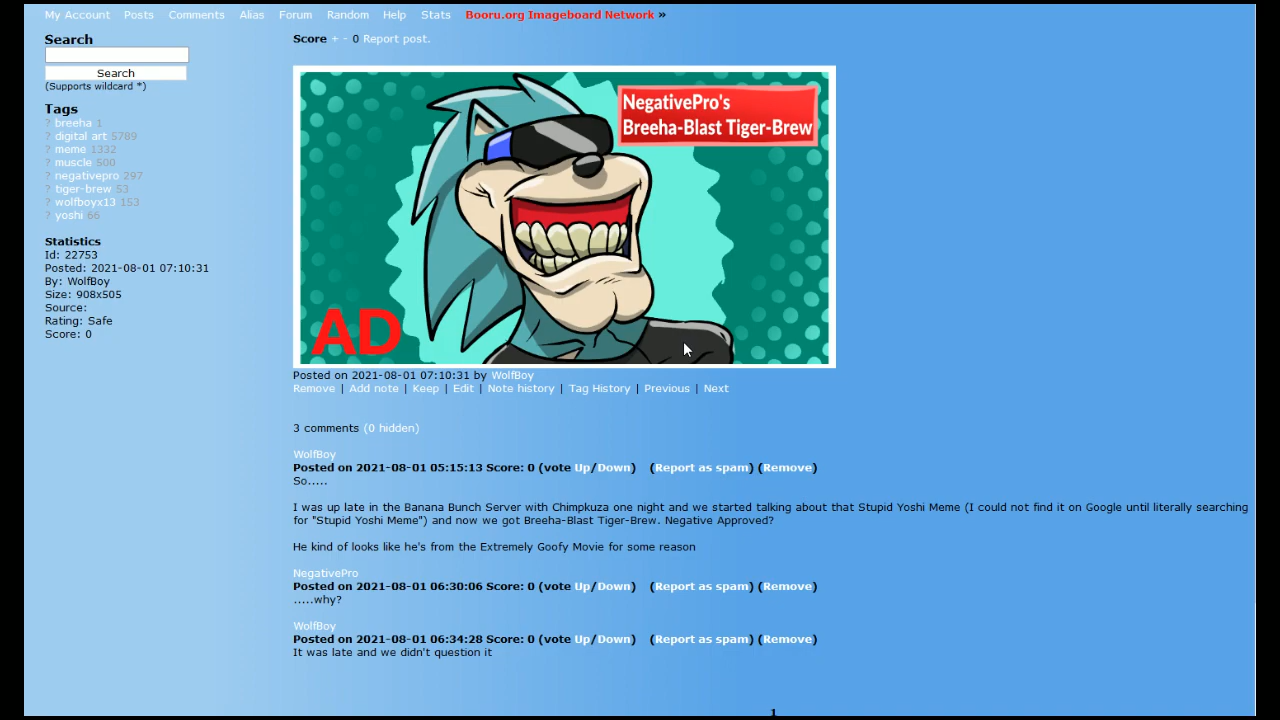 My Account Posts Comments Alias Forum Random Help Stats Booru.org Imageboard Network »
Search
Search
(Supports wildcard *)
Tags
? breeha 1
? digital art 5789
? meme 1332
? muscle 500
? negativepro 297
? tiger-brew 53
? wolfboyx13 153
? yoshi 66
Statistics
Id: 22753
Posted: 2021-08-01 07:10:31
By: WolfBoy
Size: 908x505
Source:
Rating: Safe
Score: 0
Score + - 0 Report post.
NegativePro's
Breeha-Blast Tiger-Brew
AD
Posted on 2021-08-01 07:10:31 by WolfBoy
Remove | Add note | Keep | Edit | Note history | Tag History | Previous | Next
3 comments (0 hidden)
WolfBoy
Posted on 2021-08-01 05:15:13 Score: 0 (vote Up/Down) (Report as spam) (Remove)
So.....
I was up late in the Banana Bunch Server with Chimpkuza one night and we started talking about that Stupid Yoshi Meme (I could not find it on Google until literally searching
for "Stupid Yoshi Meme") and now we got Breeha-Blast Tiger-Brew. Negative Approved?
He kind of looks like he's from the Extremely Goofy Movie for some reason
NegativePro
Posted on 2021-08-01 06:30:06 Score: 0 (vote Up/Down) (Report as spam) (Remove)
.....why?
WolfBoy
Posted on 2021-08-01 06:34:28 Score: 0 (vote Up/Down) (Report as spam) (Remove)
It was late and we didn't question it
1